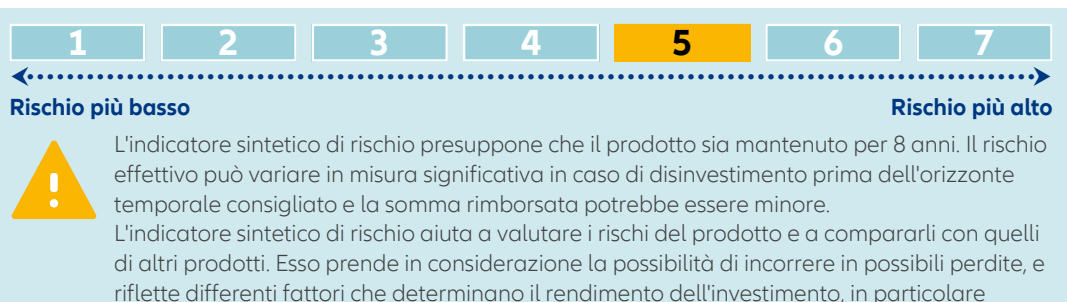 1 2 3 4 5 6 7
Rischio più basso Rischio più alto
L'indicatore sintetico di rischio presuppone che il prodotto sia mantenuto per 8 anni. Il rischio
effettivo può variare in misura significativa in caso di disinvestimento prima dell'orizzonte
temporale consigliato e la somma rimborsata potrebbe essere minore.
L'indicatore sintetico di rischio aiuta a valutare i rischi del prodotto e a compararli con quelli
di altri prodotti. Esso prende in considerazione la possibilità di incorrere in possibili perdite, e
riflette differenti fattori che determinano il rendimento dell'investimento, in particolare